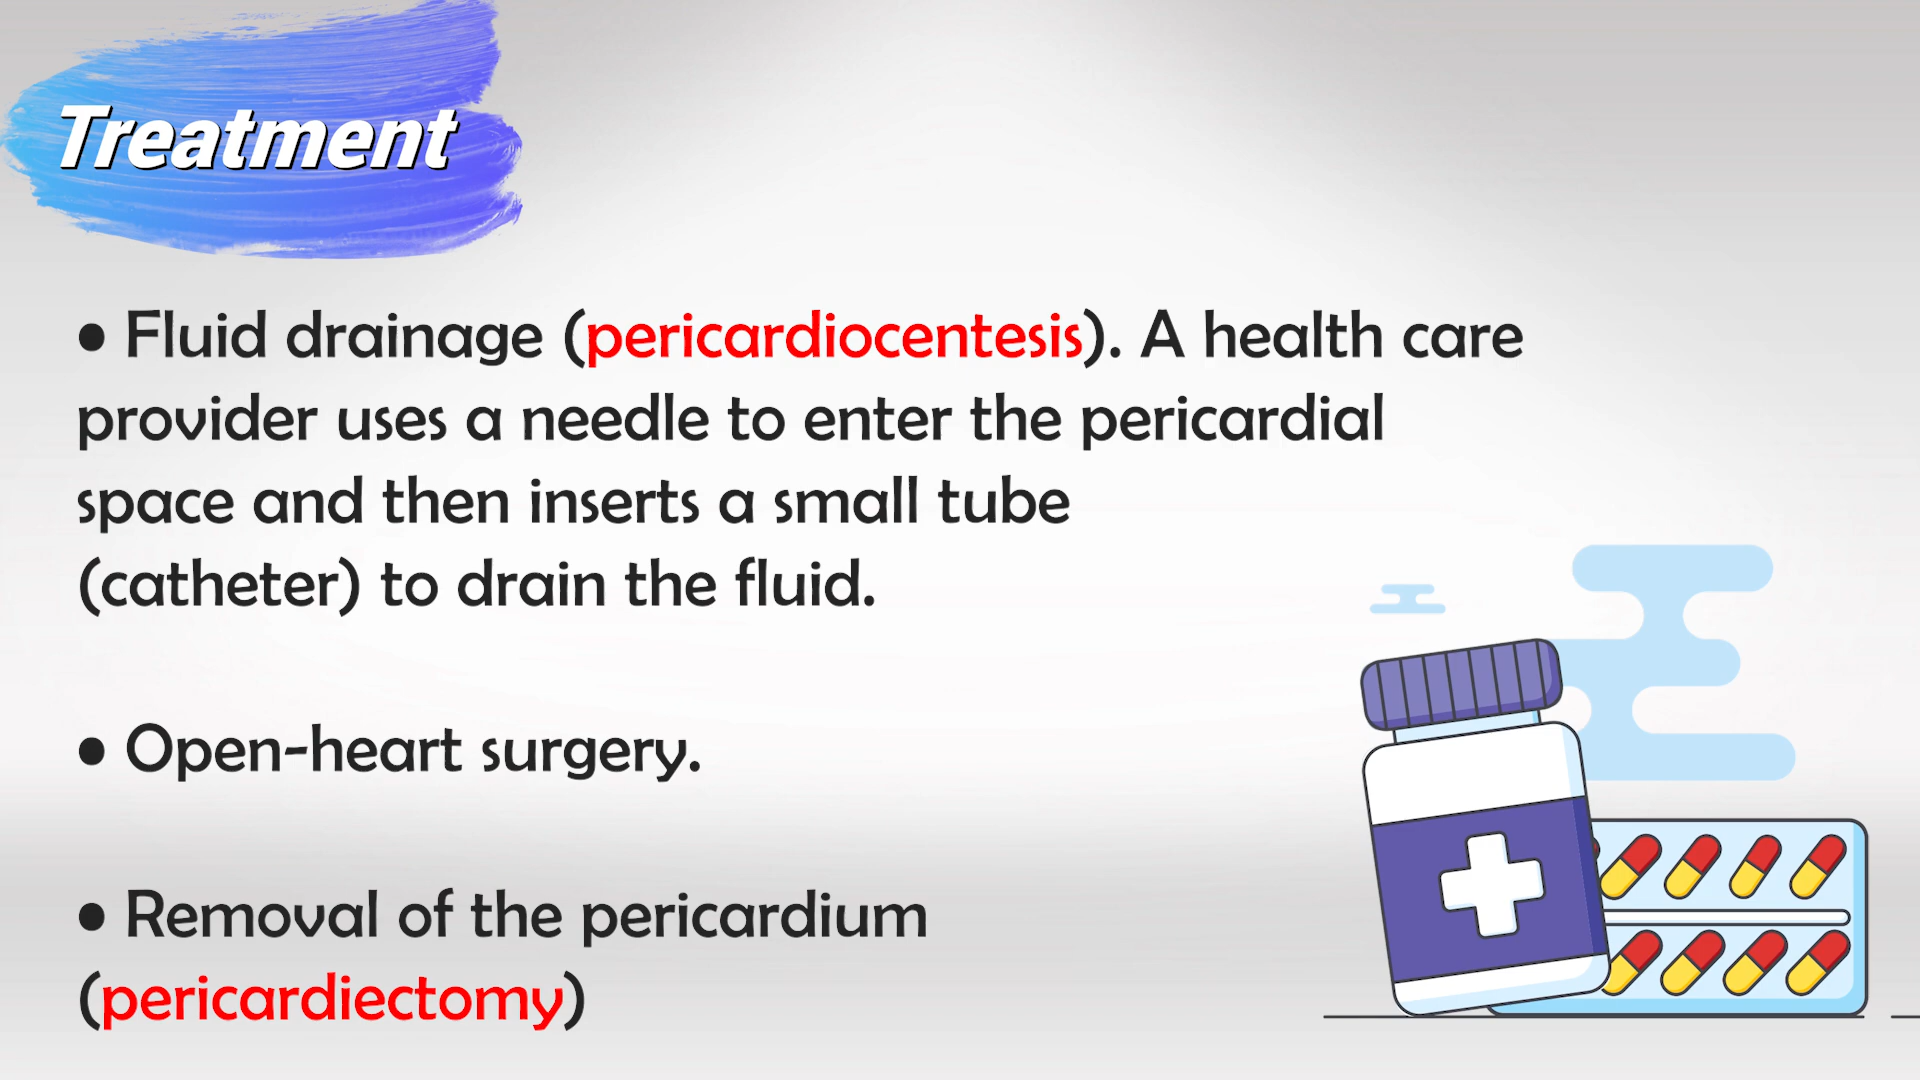 Treatment
• Fluid drainage (pericardiocentesis). A health care
provider uses a needle to enter the pericardial
space and then inserts a small tube
(catheter) to drain the fluid.
• Open-heart surgery.
• Removal of the pericardium
(pericardiectomy)